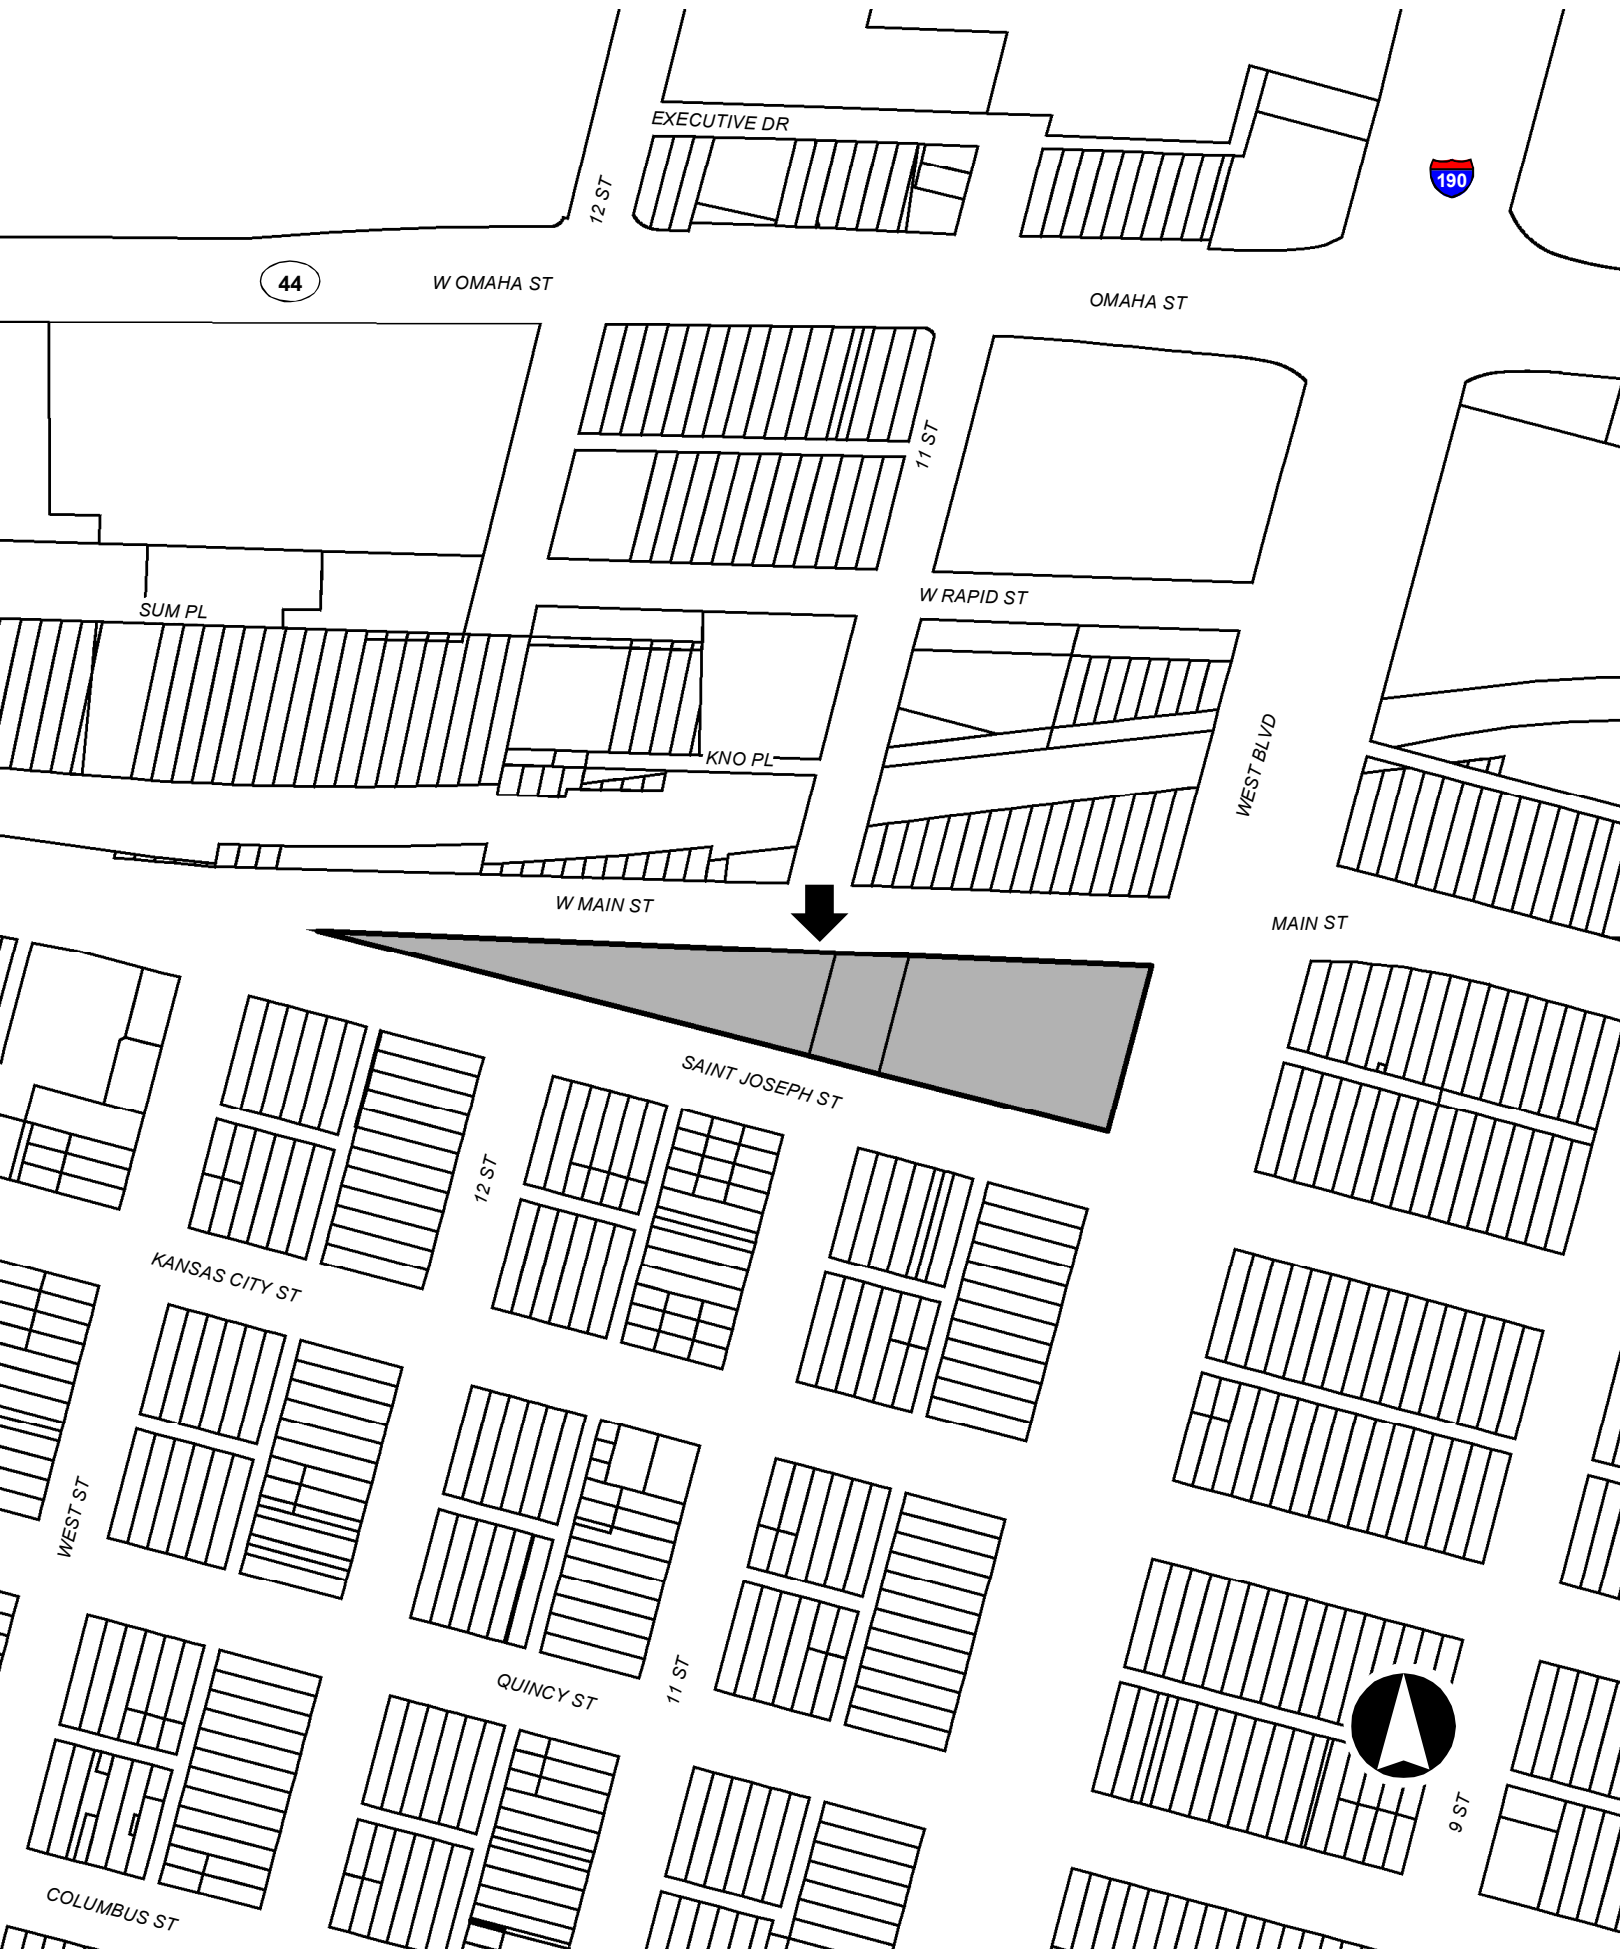 EXECUTIVE DR
190
12 ST
44
W OMAHA ST
OMAHA ST
11 ST
W RAPID ST
SUM PL
KNO PL
WEST BLVD
W MAIN ST
MAIN ST
SAINT JOSEPH ST
12 ST
KANSAS CITY ST
WEST ST
QUINCY ST
11 ST
9 ST
COLUMBUS ST